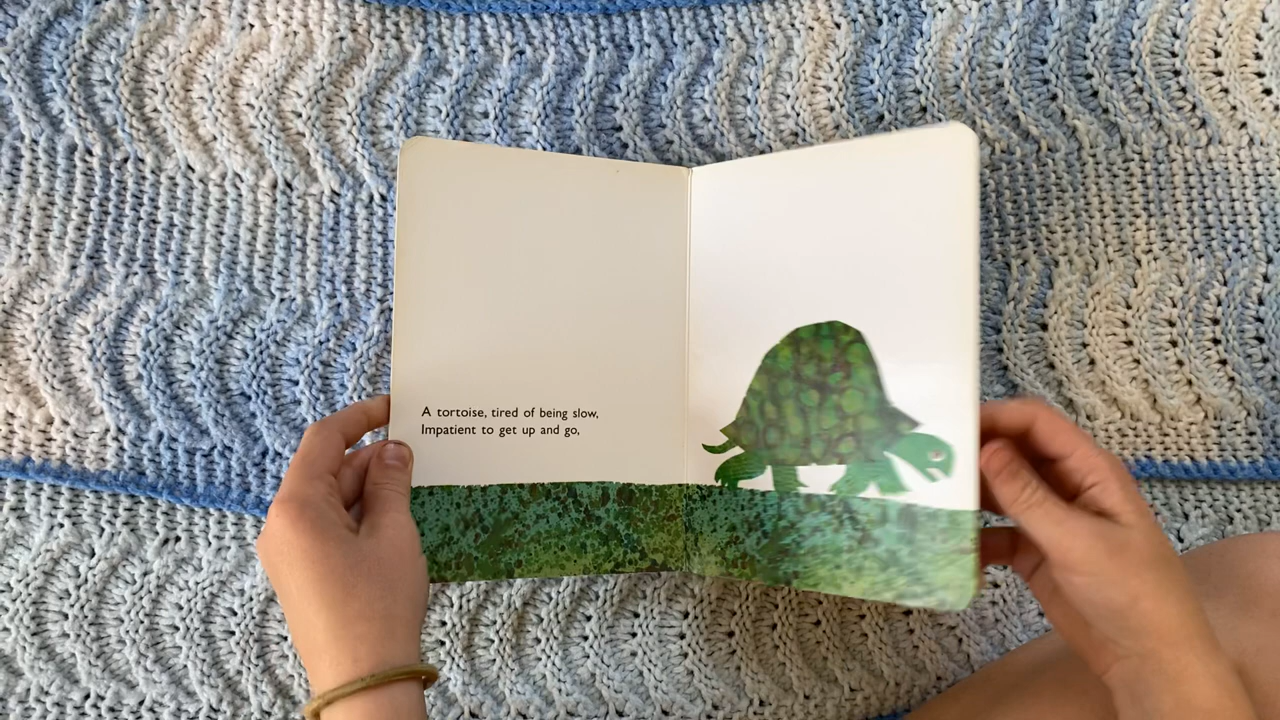 A tortoise, tired of being slow,
Impatient to get up and go,